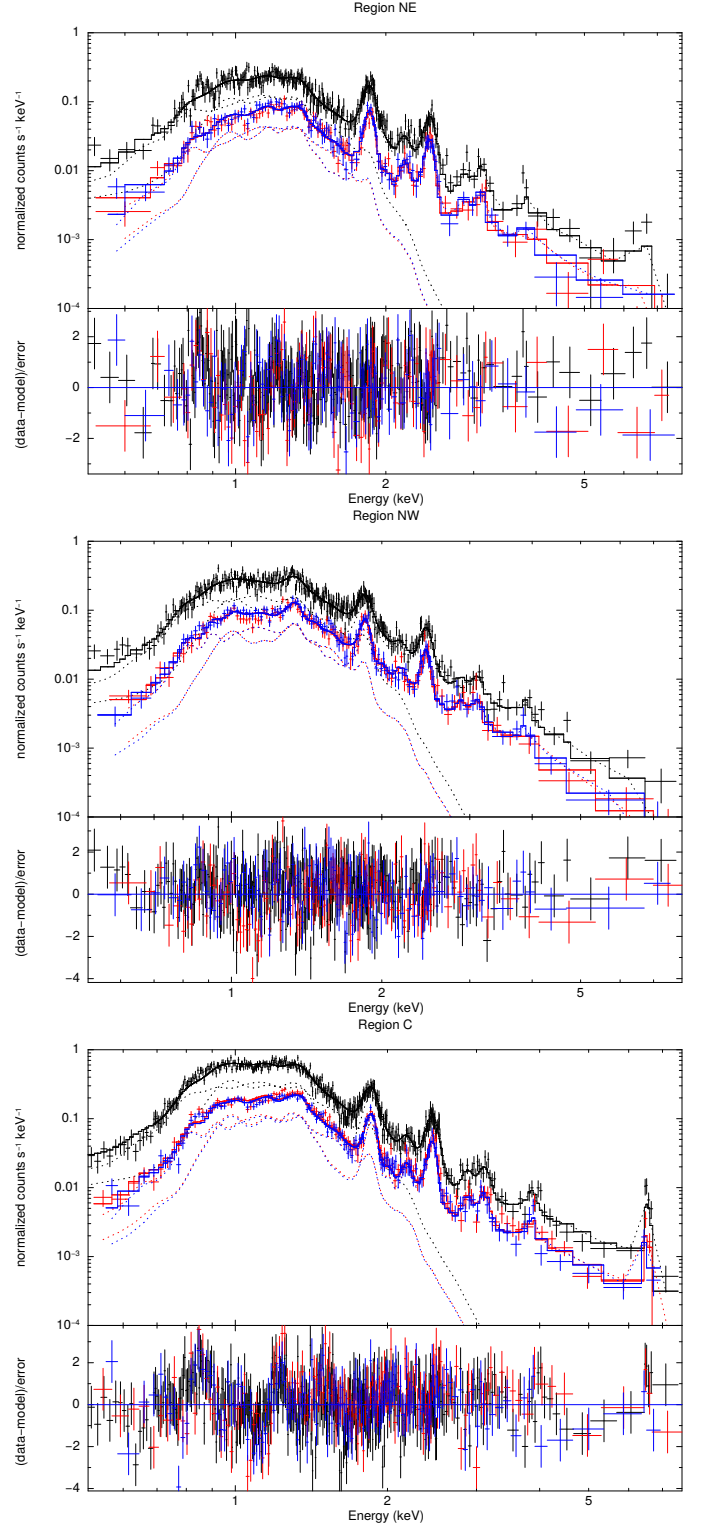 Region NE
1
0.1
0.01
10⁻³
10⁻⁴
normalized counts s⁻¹ keV⁻¹
2
0
−2
(data−model)/error
1 2 5
Energy (keV)
Region NW
1
0.1
0.01
10⁻³
10⁻⁴
normalized counts s⁻¹ keV⁻¹
2
0
−2
−4
(data−model)/error
1 2 5
Energy (keV)
Region C
1
0.1
0.01
10⁻³
10⁻⁴
normalized counts s⁻¹ keV⁻¹
2
0
−2
−4
(data−model)/error
1 2 5
Energy (keV)